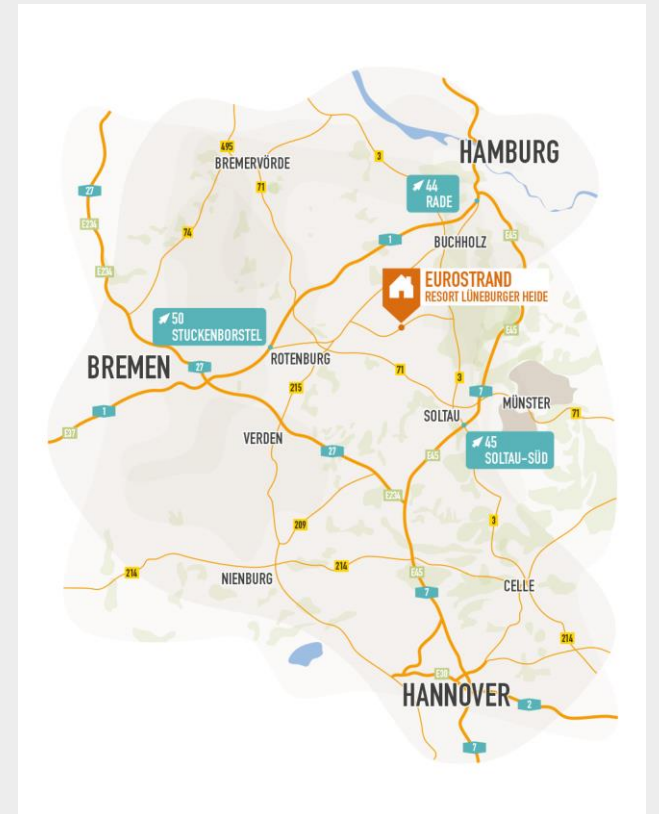 495
BREMERVÖRDE
3
HAMBURG
71
44
RADE
27
E234
74
1
BUCHHOLZ
E45
E234
EUROSTRAND
RESORT LÜNEBURGER HEIDE
50
STUCKENBORSTEL
E45
BREMEN
27
ROTENBURG
71
3
7
215
MÜNSTER
1
SOLTAU
71
E37
VERDEN
45
SOLTAU-SÜD
27
E45
E234
3
209
214
214
NIENBURG
E45
CELLE
7
214
E30
HANNOVER
2
7